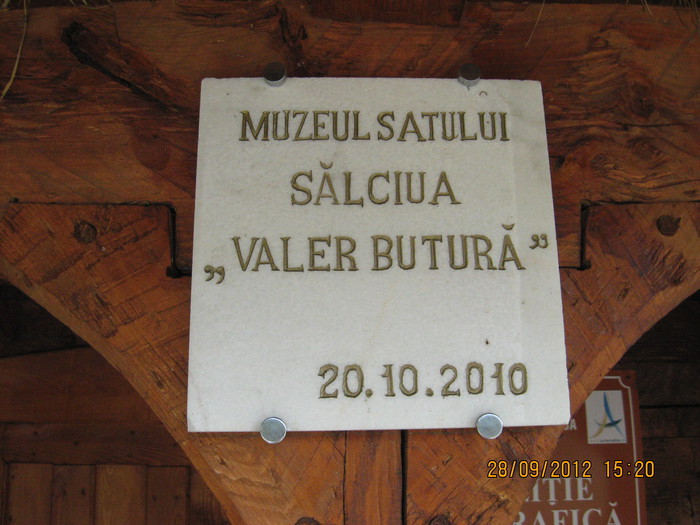 MUZEUL SATULUI
SĂLCIUA
„VALER BUTURĂ”
20.10.2010
28/09/2012 15:20